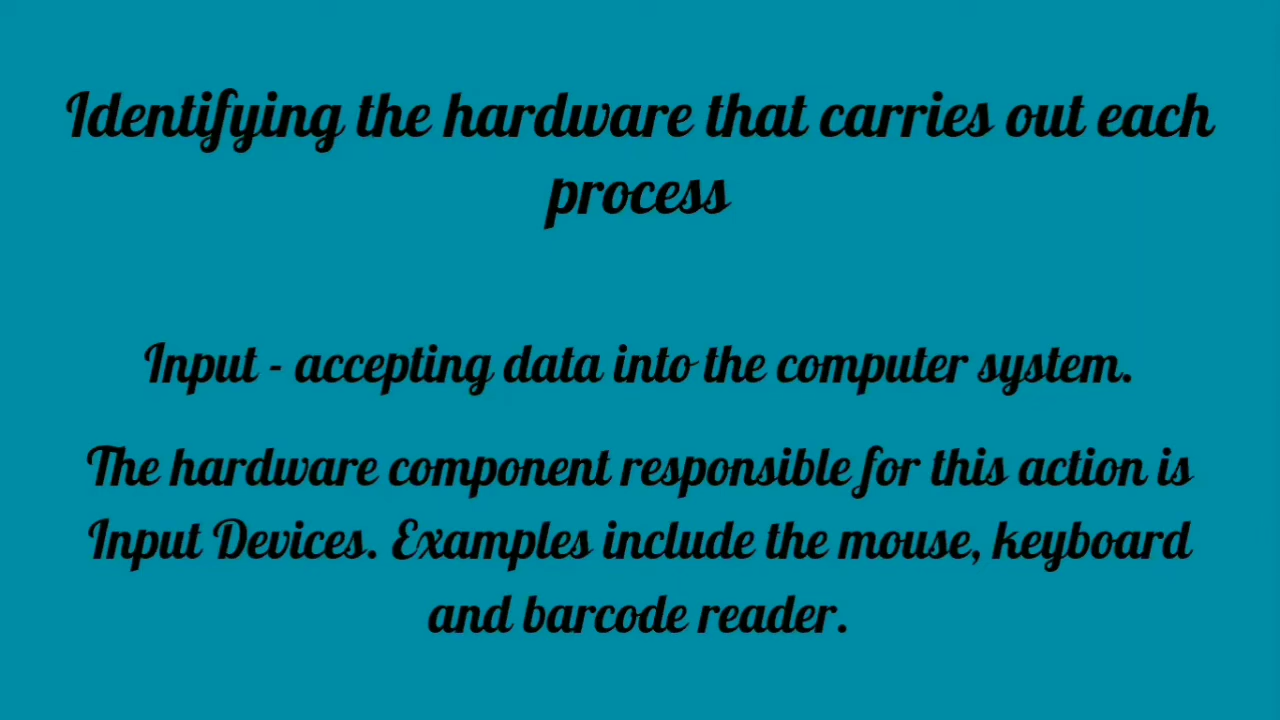 Identifying the hardware that carries out each
process
Input - accepting data into the computer system.
The hardware component responsible for this action is
Input Devices. Examples include the mouse, keyboard
and barcode reader.